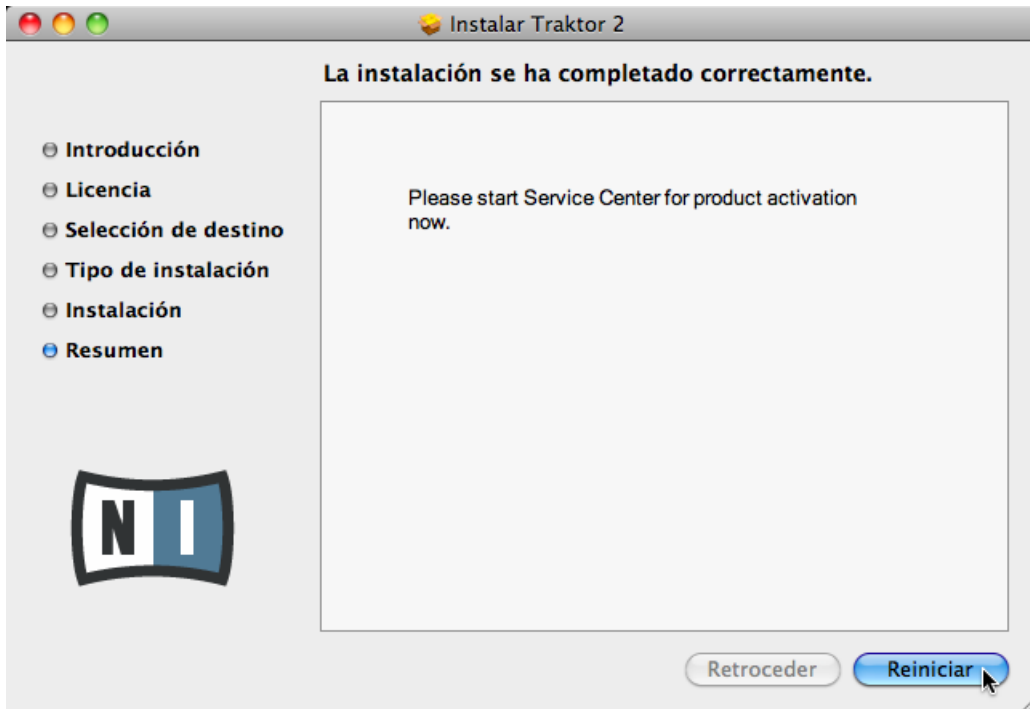 Instalar Traktor 2
La instalación se ha completado correctamente.
Introducción
Licencia
Selección de destino
Tipo de instalación
Instalación
Resumen
Please start Service Center for product activation
now.
NI
Retroceder
Reiniciar